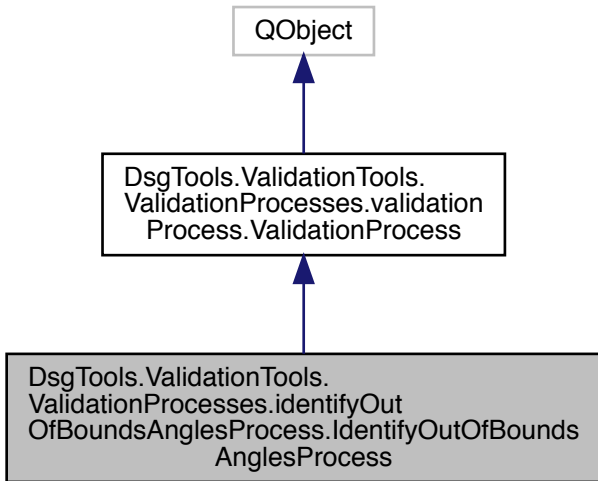 QObject
DsgTools.ValidationTools.
ValidationProcesses.validation
Process.ValidationProcess
DsgTools.ValidationTools.
ValidationProcesses.identifyOut
OfBoundsAnglesProcess.IdentifyOutOfBounds
AnglesProcess